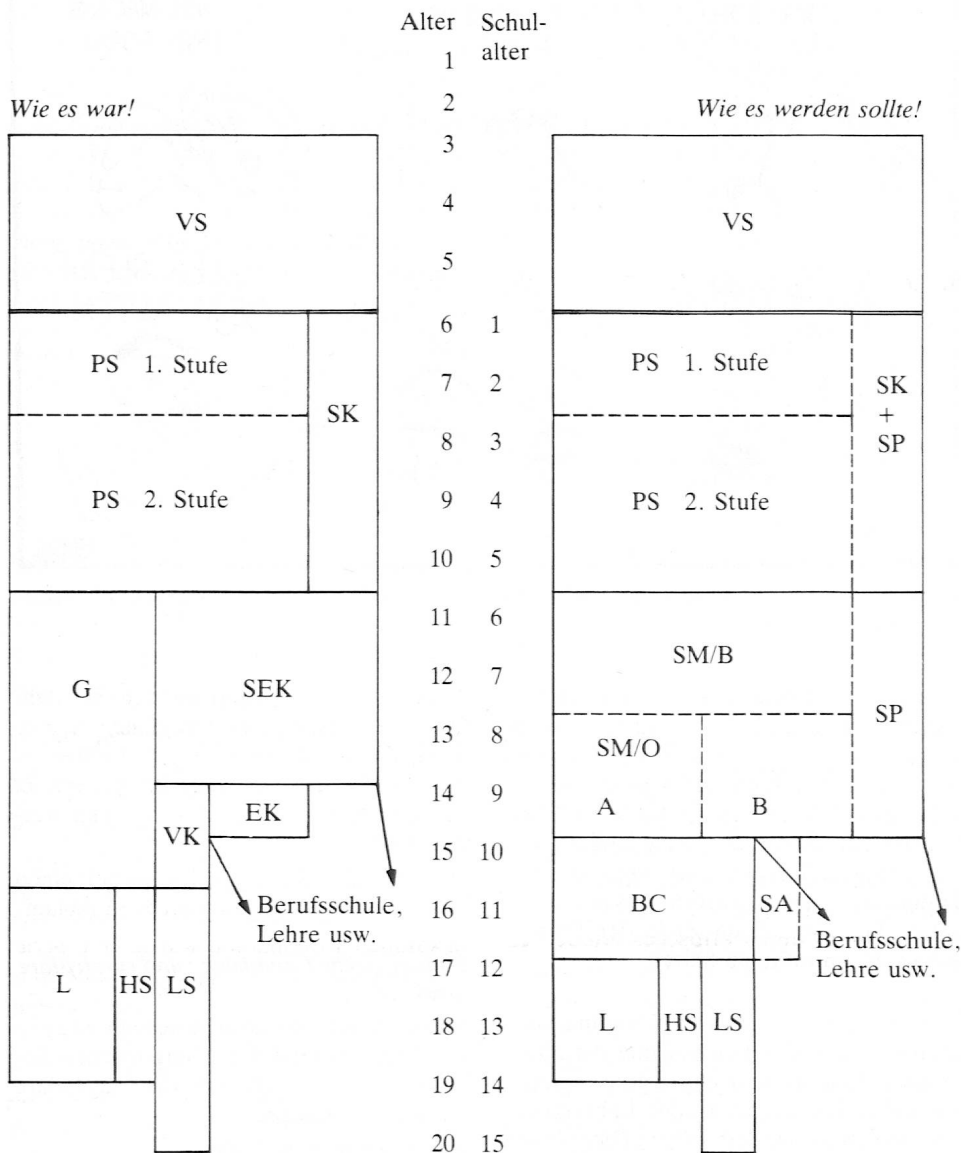 Alter Schul-
alter
Wie es war!
Wie es werden sollte!
1
2
3
4
5
6 1
7 2
8 3
9 4
10 5
11 6
12 7
13 8
14 9
15 10
16 11
17 12
18 13
19 14
20 15
VS
PS 1. Stufe
SK
PS 2. Stufe
G
SEK
VK
EK
Berufsschule,
Lehre usw.
L
HS
LS
VS
PS 1. Stufe
SK
+
SP
PS 2. Stufe
SM/B
SP
SM/O
A
B
BC
SA
Berufsschule,
Lehre usw.
L
HS
LS